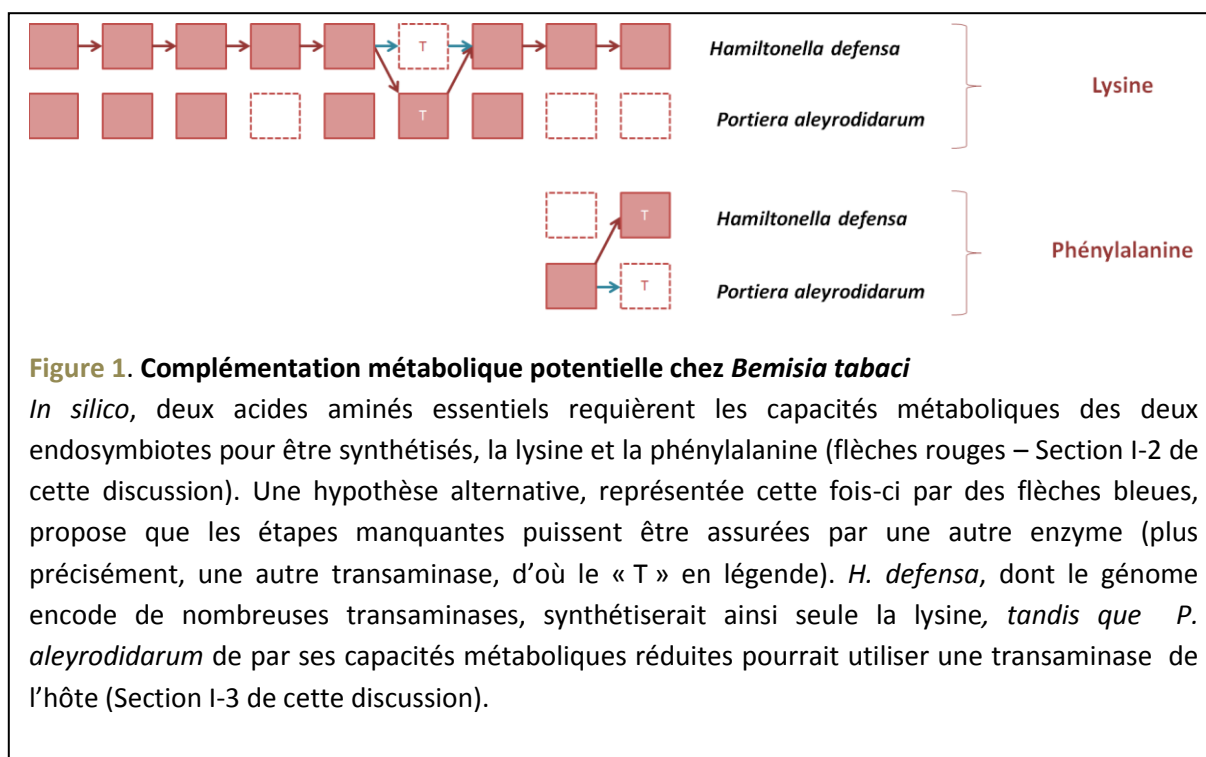 T
Hamiltonella defensa
Lysine
T
Portiera aleyrodidarum
T
Hamiltonella defensa
Phénylalanine
T
Portiera aleyrodidarum
Figure 1. Complémentation métabolique potentielle chez Bemisia tabaci
In silico, deux acides aminés essentiels requièrent les capacités métaboliques des deux
endosymbiotes pour être synthétisés, la lysine et la phénylalanine (flèches rouges – Section I-2 de
cette discussion). Une hypothèse alternative, représentée cette fois-ci par des flèches bleues,
propose que les étapes manquantes puissent être assurées par une autre enzyme (plus
précisément, une autre transaminase, d’où le « T » en légende). H. defensa, dont le génome
encode de nombreuses transaminases, synthétiserait ainsi seule la lysine, tandis que P.
aleyrodidarum de par ses capacités métaboliques réduites pourrait utiliser une transaminase de
l’hôte (Section I-3 de cette discussion).